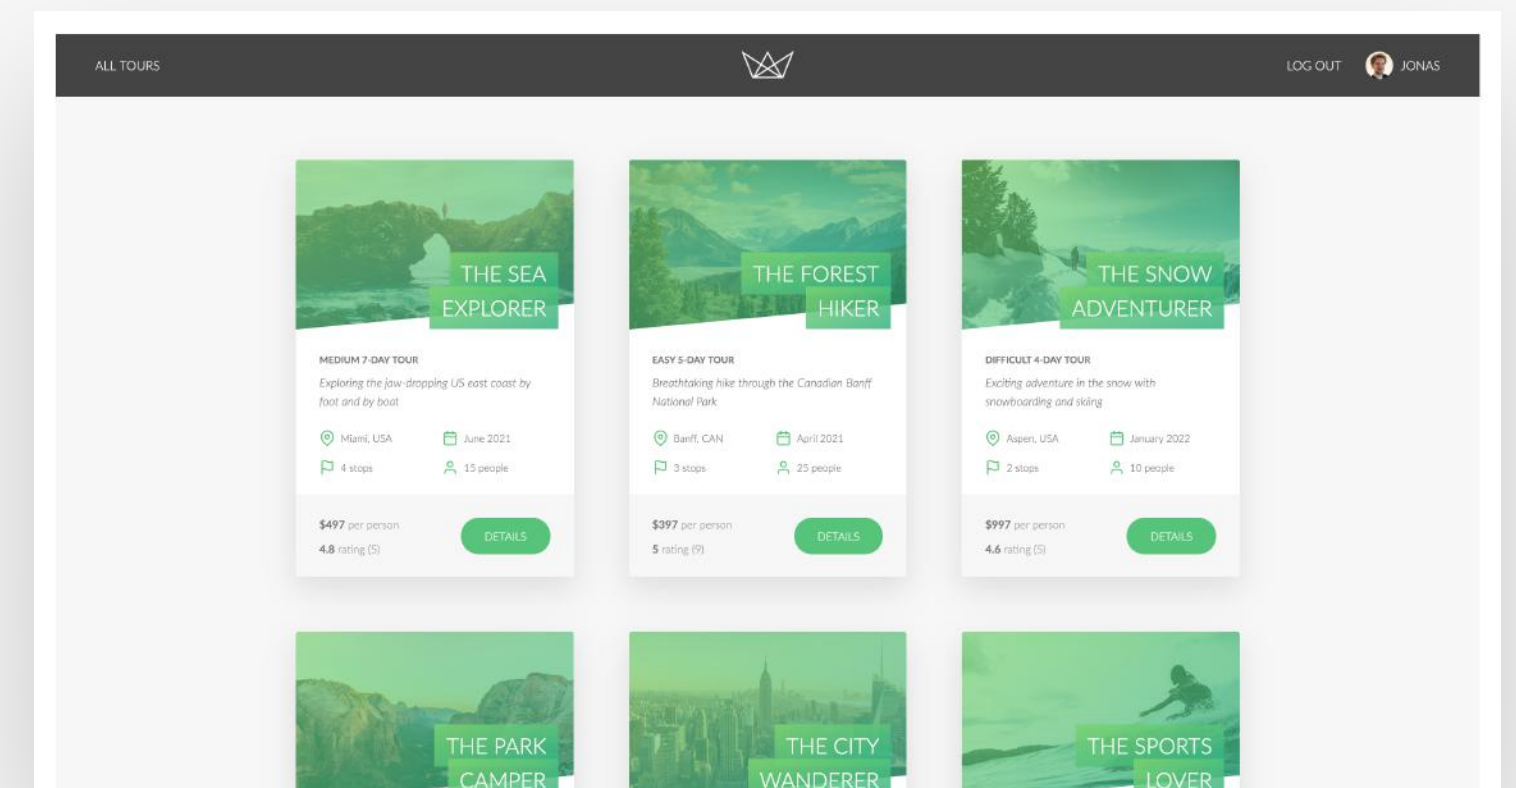 ALL TOURS
LOG OUT
JONAS
THE SEA
EXPLORER
MEDIUM 7-DAY TOUR
Exploring the jaw-dropping US east coast by
foot and by boat
Miami, USA
June 2021
4 stops
15 people
$497 per person
4.8 rating (5)
DETAILS
THE FOREST
HIKER
EASY 5-DAY TOUR
Breathtaking hike through the Canadian Banff
National Park
Banff, CAN
April 2021
3 stops
25 people
$397 per person
5 rating (9)
DETAILS
THE SNOW
ADVENTURER
DIFFICULT 4-DAY TOUR
Exciting adventure in the snow with
snowboarding and skiing
Aspen, USA
January 2022
2 stops
10 people
$997 per person
4.6 rating (5)
DETAILS
THE PARK
CAMPER
THE CITY
WANDERER
THE SPORTS
LOVER